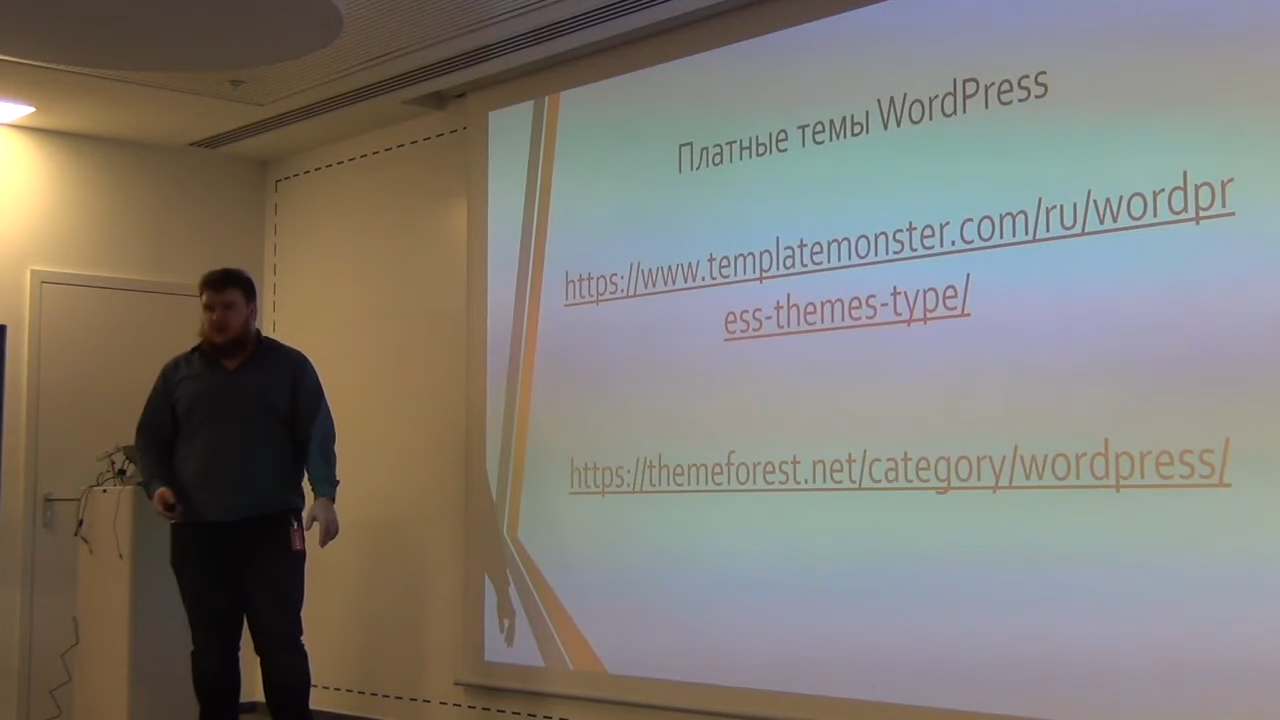 Платные темы WordPress
https://www.templatemonster.com/ru/wordpr
ess-themes-type/
https://themeforest.net/category/wordpress/